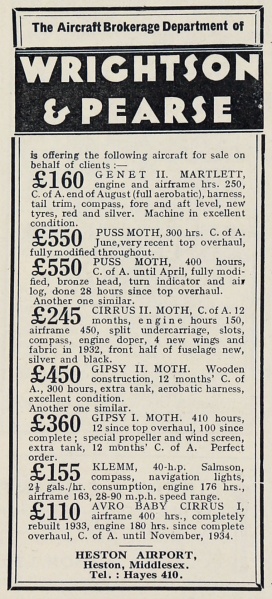 The Aircraft Brokerage Department of
WRIGHTSON
& PEARSE
is offering the following aircraft for sale on
behalf of clients :—
£160 GENET II. MARTLETT,
engine and airframe hrs. 250,
C. of A. end of August (full aerobatic), harness,
tail trim, compass, fore and aft level, new
tyres, red and silver. Machine in excellent
condition.
£550 PUSS MOTH, 300 hrs. C. of A.
June, very recent top overhaul,
fully modified throughout.
£550 PUSS MOTH, 400 hours,
C. of A. until April, fully modi-
fied, bronze head, turn indicator and air
log, done 28 hours since top overhaul.
Another one similar.
£245 CIRRUS II. MOTH, C. of A. 12
months, engine hours 150,
airframe 450, split undercarriage, slots,
compass, engine doper, 4 new wings and
fabric in 1932, front half of fuselage new,
silver and black.
£450 GIPSY II. MOTH. Wooden
construction, 12 months' C. of
A., 300 hours, extra tank, aerobatic harness,
excellent condition.
Another one similar.
£360 GIPSY I. MOTH. 410 hours,
12 since top overhaul, 100 since
complete ; special propeller and wind screen,
extra tank, 12 months' C. of A. Perfect
order.
£155 KLEMM, 40-h.p. Salmson,
compass, navigation lights,
2½ gals./hr. consumption, engine 176 hrs.,
airframe 163, 28-90 m.p.h. speed range.
£110 AVRO BABY CIRRUS I,
airframe 400 hrs., completely
rebuilt 1933, engine 180 hrs. since complete
overhaul, C. of A. until November, 1934.
HESTON AIRPORT,
Heston, Middlesex.
Tel. : Hayes 410.